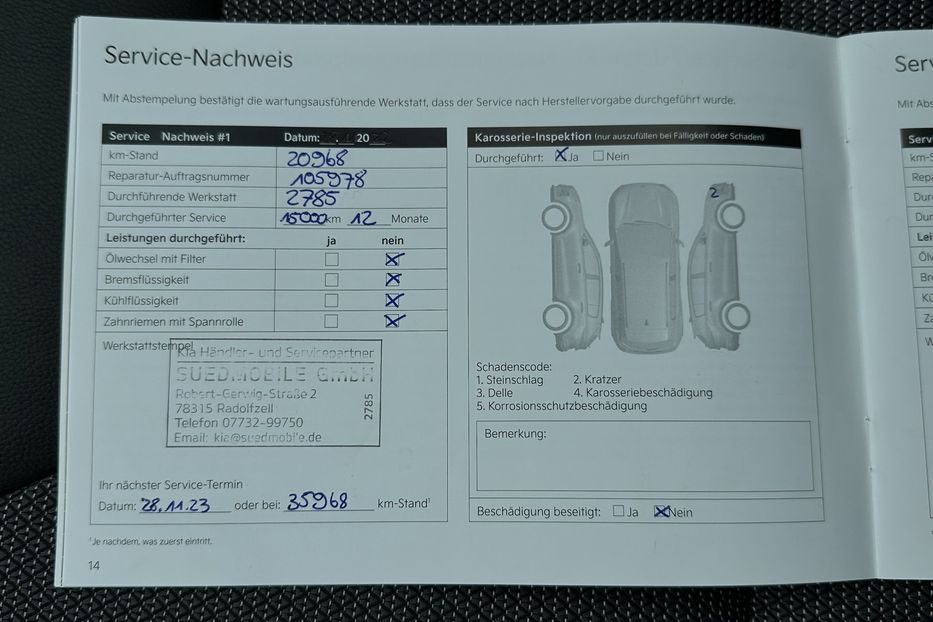 Service-Nachweis
Mit Abstempelung bestätigt die wartungsausführende Werkstatt, dass der Service nach Herstellervorgabe durchgeführt wurde.
Service Nachweis #1 Datum: 20
km-Stand 20968
Reparatur-Auftragsnummer 105978
Durchführende Werkstatt 2785
Durchgeführter Service 15000 km 12 Monate
Leistungen durchgeführt: ja nein
Ölwechsel mit Filter
Bremsflüssigkeit
Kühlflüssigkeit
Zahnriemen mit Spannrolle
Werkstattstempel
Kia Händler- und Servicepartner
SUEDMOBILE GmbH
Robert-Gerwig-Straße 2
78315 Radolfzell
Telefon 07732-99750
Email: kia@suedmobile.de
2785
Ihr nächster Service-Termin
Datum: 28.11.23 oder bei: 35968 km-Stand¹
¹Je nachdem, was zuerst eintritt.
14
Karosserie-Inspektion (nur auszufüllen bei Fälligkeit oder Schaden)
Durchgeführt: Ja Nein
2
Schadenscode:
1. Steinschlag 2. Kratzer
3. Delle 4. Karosseriebeschädigung
5. Korrosionsschutzbeschädigung
Bemerkung:
Beschädigung beseitigt: Ja Nein
Serv
Mit Abs
Servi
km-S
Repa
Dur
Dur
Lei
Öl
Br
Kü
Za
W